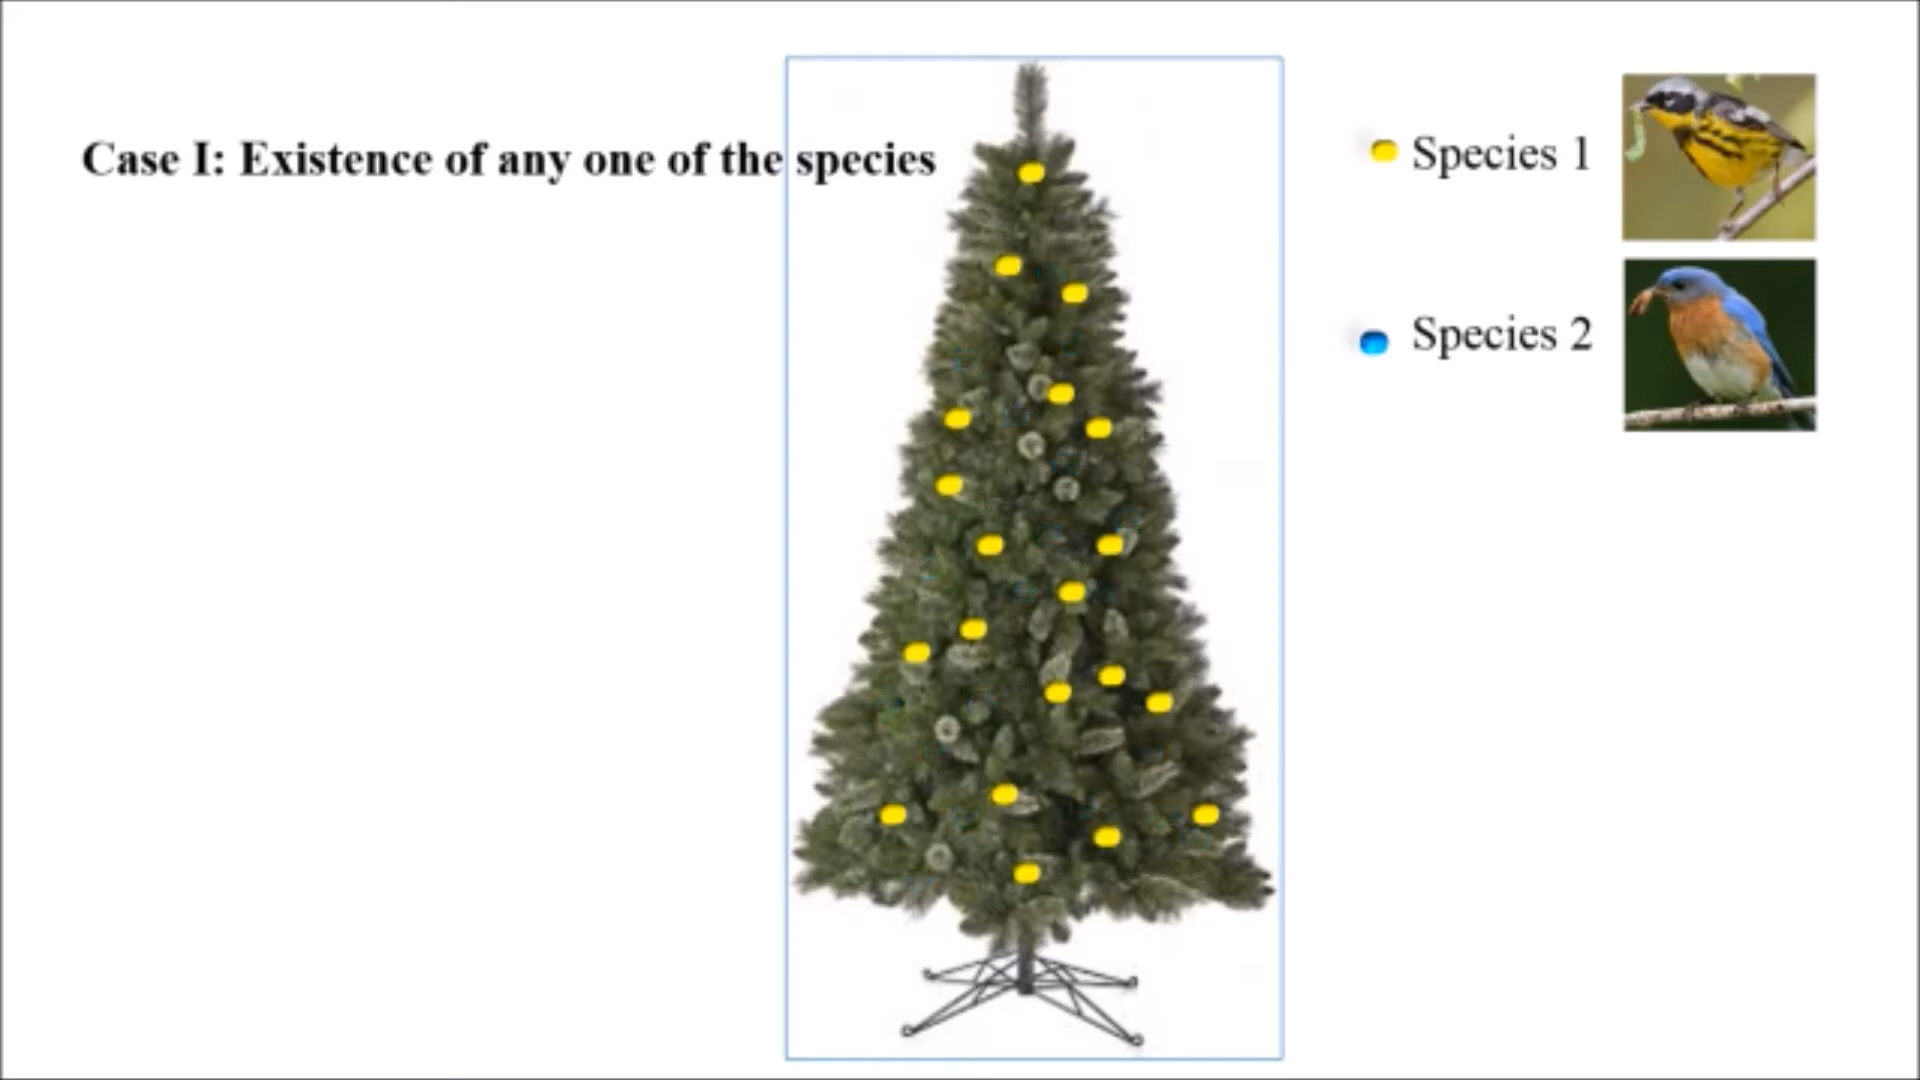 Case I: Existence of any one of the species
Species 1
Species 2